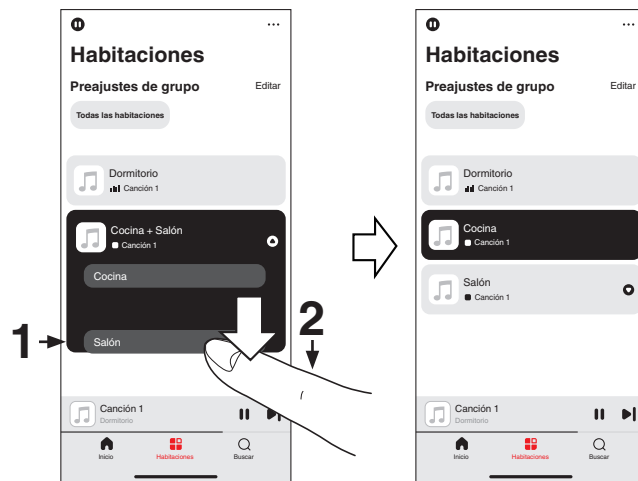 Habitaciones
Preajustes de grupo Editar
Todas las habitaciones
Dormitorio
Canción 1
Cocina + Salón
Canción 1
Cocina
Salón
1
2
Canción 1
Dormitorio
Inicio Habitaciones Buscar
Habitaciones
Preajustes de grupo Editar
Todas las habitaciones
Dormitorio
Canción 1
Cocina
Canción 1
Salón
Canción 1
Canción 1
Dormitorio
Inicio Habitaciones Buscar